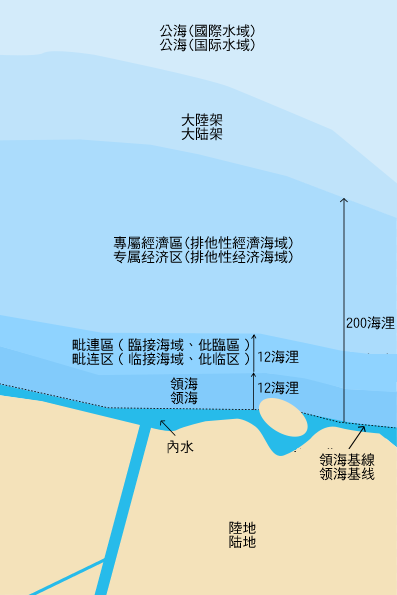 公海(國際水域)
公海(国际水域)
大陸架
大陆架
專屬經濟區(排他性經濟海域)
专属经济区(排他性经济海域)
200海浬
毗連區（臨接海域、仳臨區）
毗连区（临接海域、仳临区）
12海浬
領海
领海
12海浬
內水
領海基線
领海基线
陸地
陆地